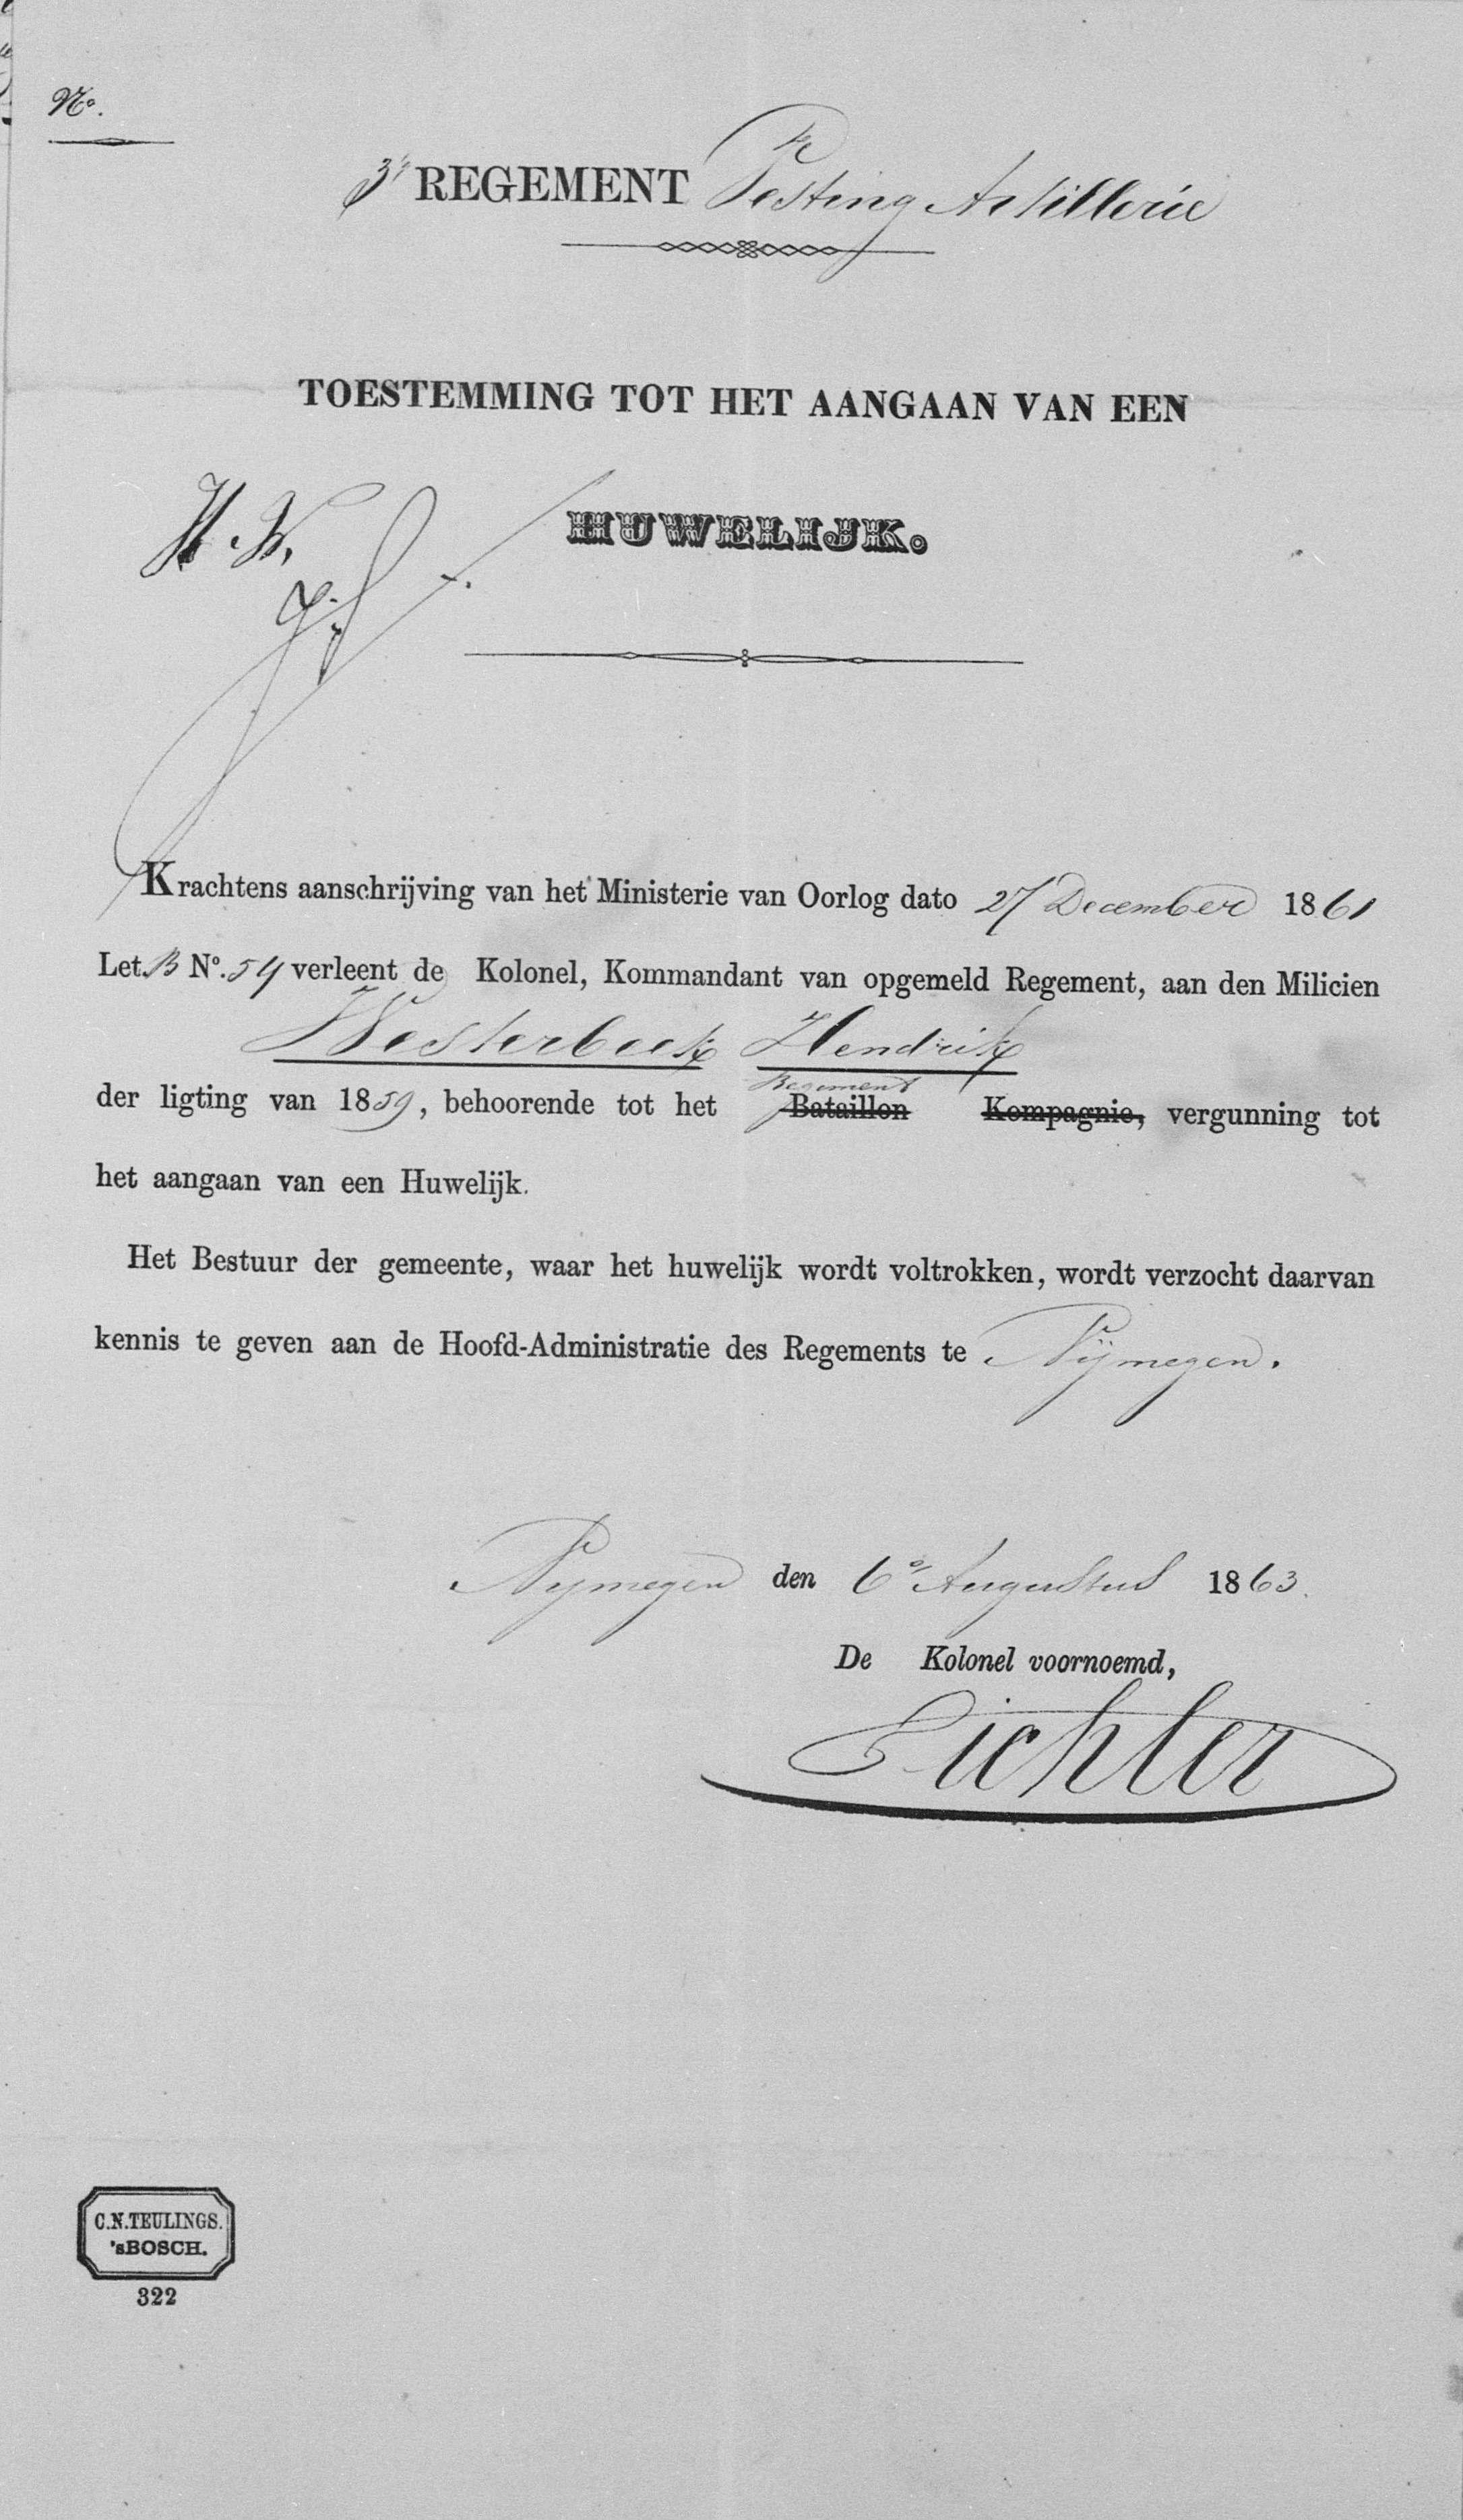 No.
3e REGEMENT Vesting Artillerie
TOESTEMMING TOT HET AANGAAN VAN EEN
HUWELIJK.
H. W.
Krachtens aanschrijving van het Ministerie van Oorlog dato 27 December 1861
Let. B No. 54 verleent de Kolonel, Kommandant van opgemeld Regement, aan den Milicien
Westerbeek Hendrik
Regement
der ligting van 1859, behoorende tot het Bataillon Kompagnie, vergunning tot
het aangaan van een Huwelijk.
Het Bestuur der gemeente, waar het huwelijk wordt voltrokken, wordt verzocht daarvan
kennis te geven aan de Hoofd-Administratie des Regements te Nijmegen.
Nijmegen den 6e Augustus 1863.
De Kolonel voornoemd,
Eichler
C.N.TEULINGS.
'sBOSCH.
322